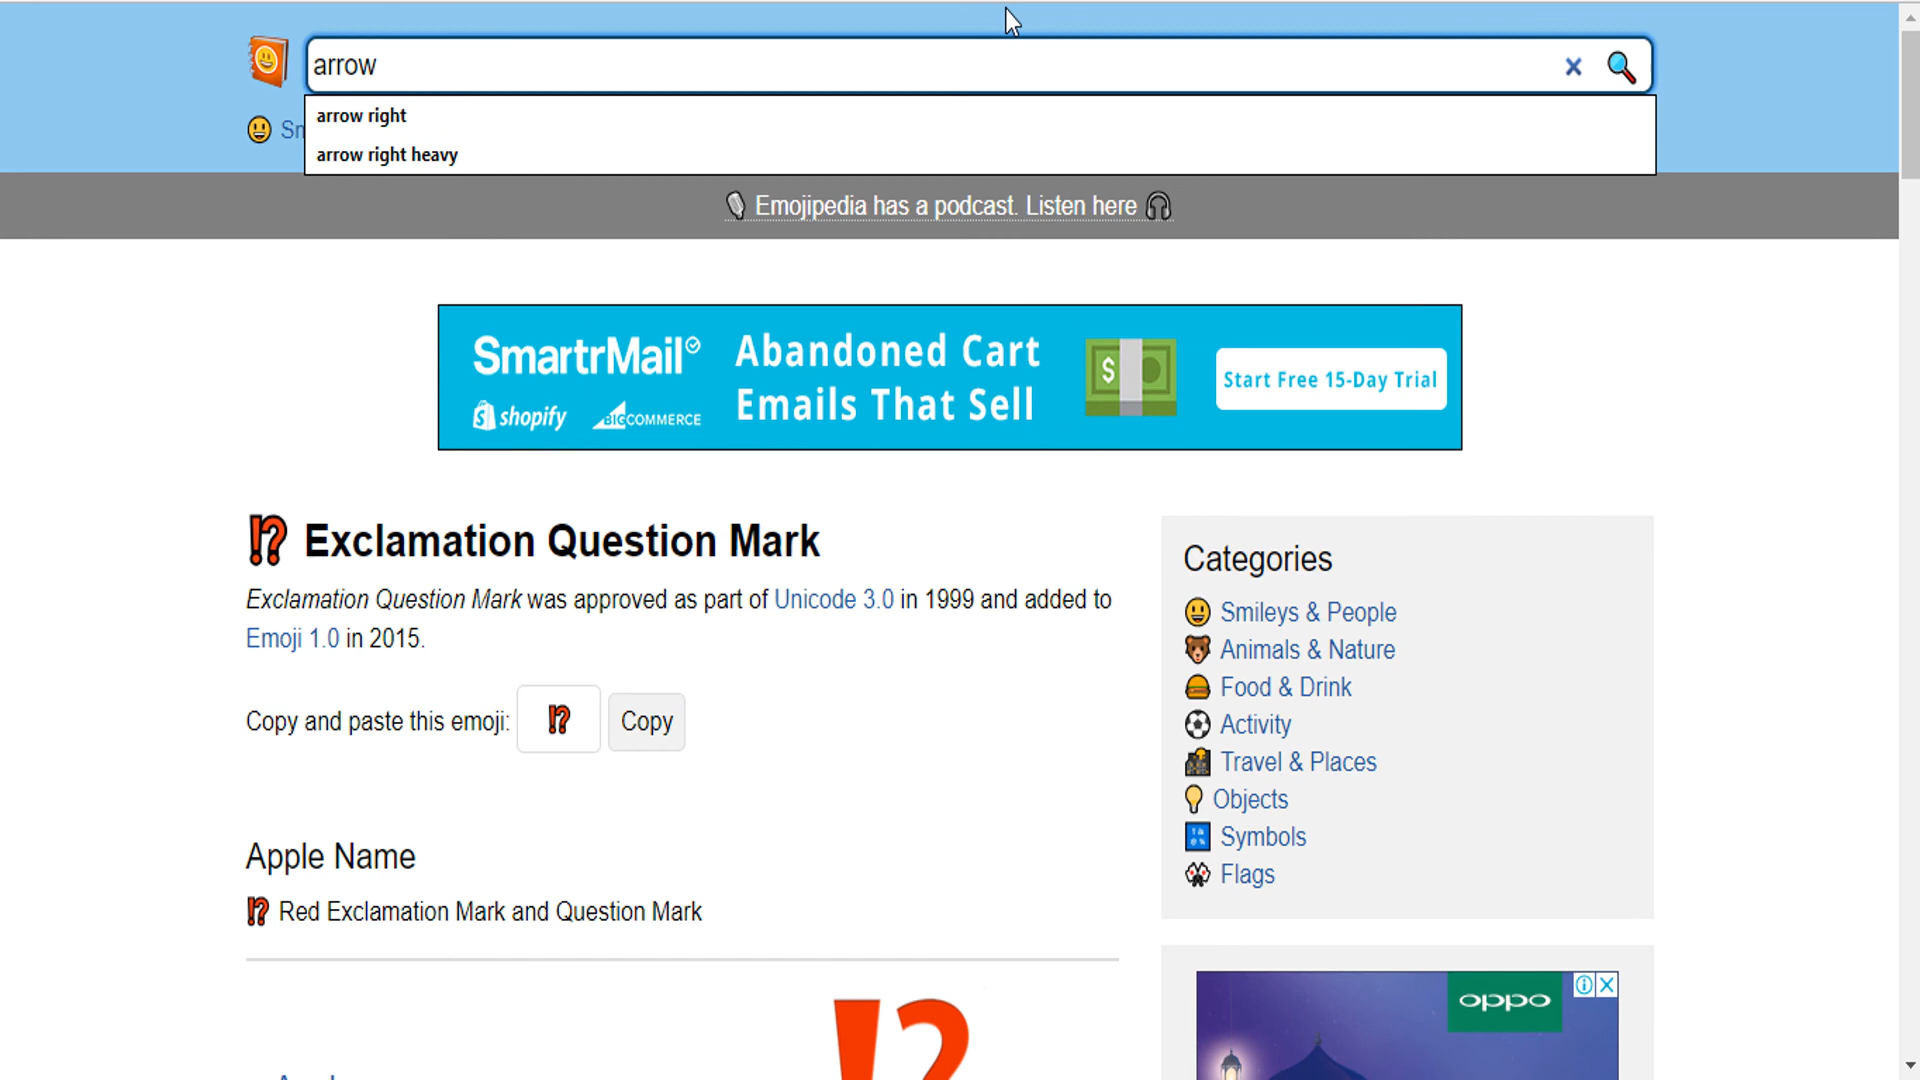 arrow
arrow right
arrow right heavy
Emojipedia has a podcast. Listen here
SmartrMail
shopify
BIGCOMMERCE
Abandoned Cart
Emails That Sell
$
Start Free 15-Day Trial
⁉ Exclamation Question Mark
Exclamation Question Mark was approved as part of Unicode 3.0 in 1999 and added to
Emoji 1.0 in 2015.
Copy and paste this emoji: ⁉ Copy
Apple Name
⁉ Red Exclamation Mark and Question Mark
⁉
Categories
Smileys & People
Animals & Nature
Food & Drink
Activity
Travel & Places
Objects
Symbols
Flags
oppo